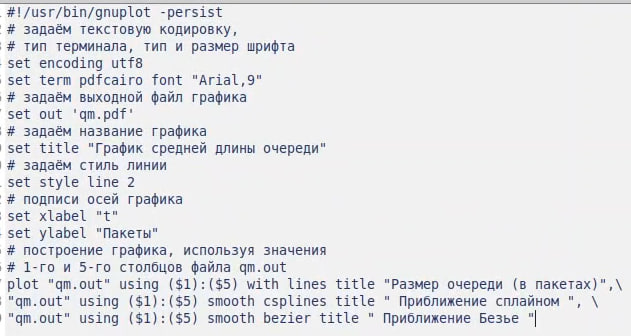 #!/usr/bin/gnuplot -persist
# задаём текстовую кодировку,
# тип терминала, тип и размер шрифта
set encoding utf8
set term pdfcairo font "Arial,9"
# задаём выходной файл графика
set out 'qm.pdf'
# задаём название графика
set title "График средней длины очереди"
# задаём стиль линии
set style line 2
# подписи осей графика
set xlabel "t"
set ylabel "Пакеты"
# построение графика, используя значения
# 1-го и 5-го столбцов файла qm.out
plot "qm.out" using ($1):($5) with lines title "Размер очереди (в пакетах)",\
"qm.out" using ($1):($5) smooth csplines title " Приближение сплайном ", \
"qm.out" using ($1):($5) smooth bezier title " Приближение Безье "